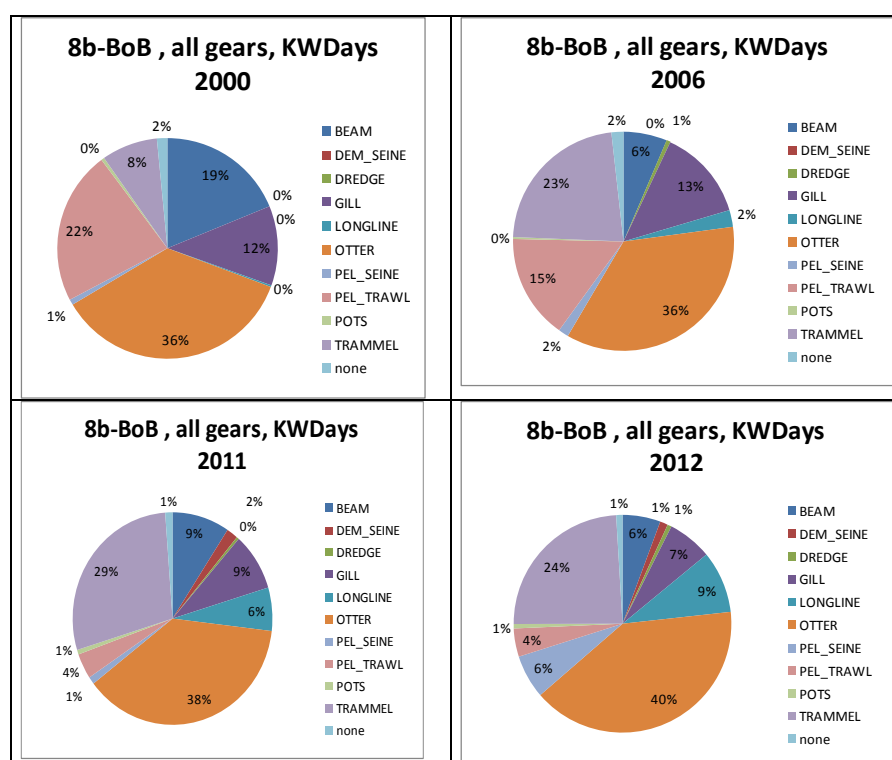 8b-BoB , all gears, KWDays
2000
2%
0%
8%
19%
22%
0%
0%
12%
0%
1%
36%
BEAM
DEM_SEINE
DREDGE
GILL
LONGLINE
OTTER
PEL_SEINE
PEL_TRAWL
POTS
TRAMMEL
none
8b-BoB , all gears, KWDays
2006
2%
0%
1%
6%
23%
13%
2%
0%
15%
36%
2%
BEAM
DEM_SEINE
DREDGE
GILL
LONGLINE
OTTER
PEL_SEINE
PEL_TRAWL
POTS
TRAMMEL
none
8b-BoB , all gears, KWDays
2011
1%
2%
9%
0%
29%
9%
6%
1%
4%
1%
38%
BEAM
DEM_SEINE
DREDGE
GILL
LONGLINE
OTTER
PEL_SEINE
PEL_TRAWL
POTS
TRAMMEL
none
8b-BoB , all gears, KWDays
2012
1%
1%
1%
6%
7%
24%
9%
1%
4%
6%
40%
BEAM
DEM_SEINE
DREDGE
GILL
LONGLINE
OTTER
PEL_SEINE
PEL_TRAWL
POTS
TRAMMEL
none